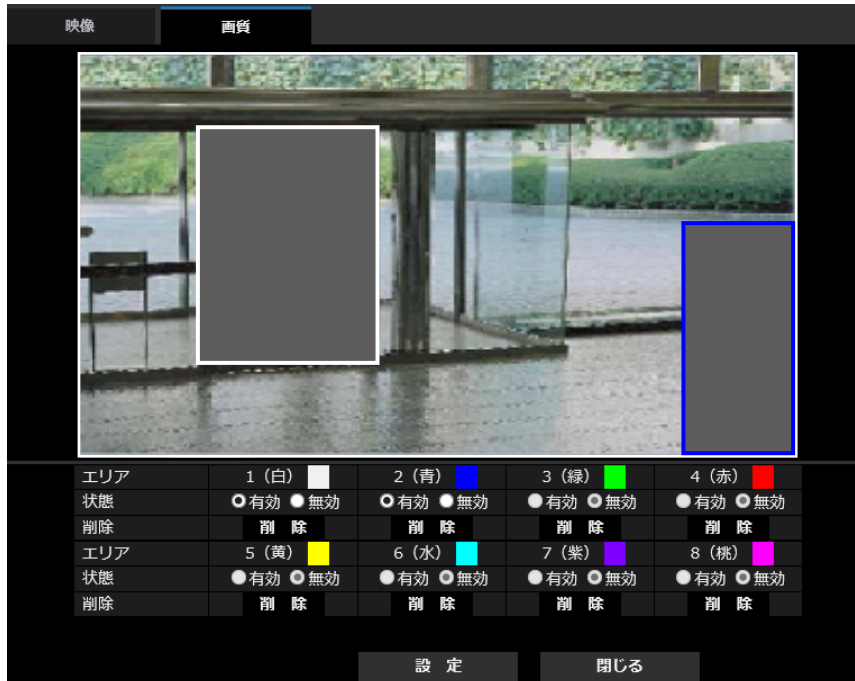 映像 画質
エリア 1（白） 2（青） 3（緑） 4（赤）
状態 有効 無効 有効 無効 有効 無効 有効 無効
削除 削 除 削 除 削 除 削 除
エリア 5（黄） 6（水） 7（紫） 8（桃）
状態 有効 無効 有効 無効 有効 無効 有効 無効
削除 削 除 削 除 削 除 削 除
設 定 閉じる